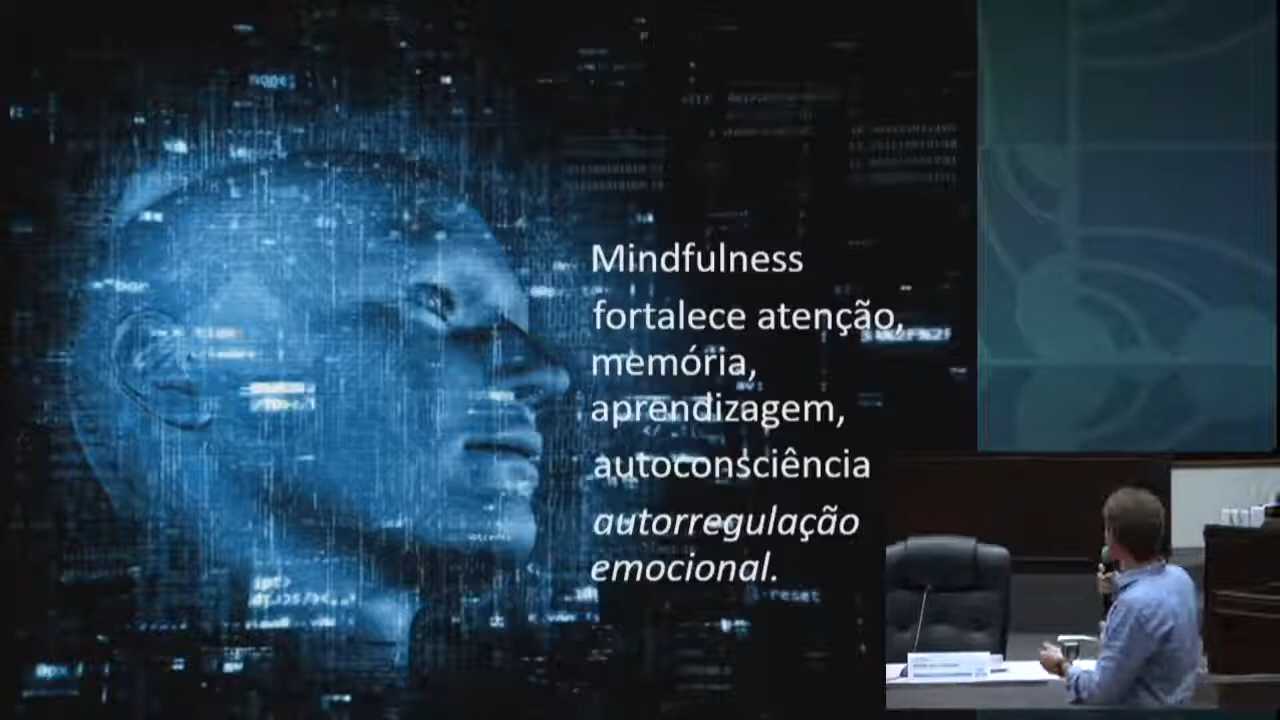 Mindfulness
fortalece atenção,
memória,
aprendizagem,
autoconsciência
autorregulação
emocional.